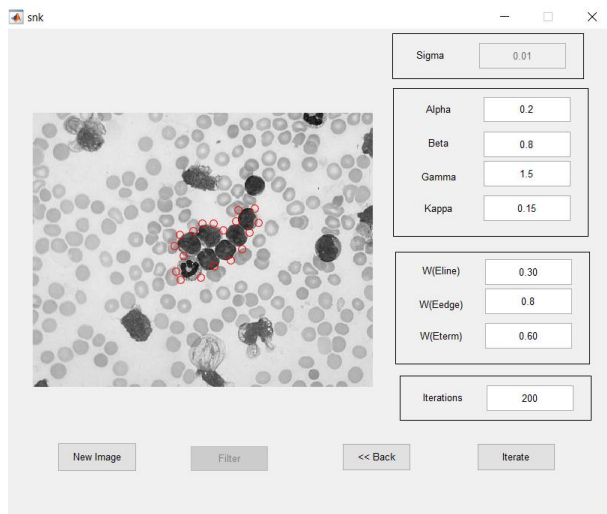 snk
Sigma 0.01
Alpha 0.2
Beta 0.8
Gamma 1.5
Kappa 0.15
W(Eline) 0.30
W(Eedge) 0.8
W(Eterm) 0.60
Iterations 200
New Image Filter << Back Iterate